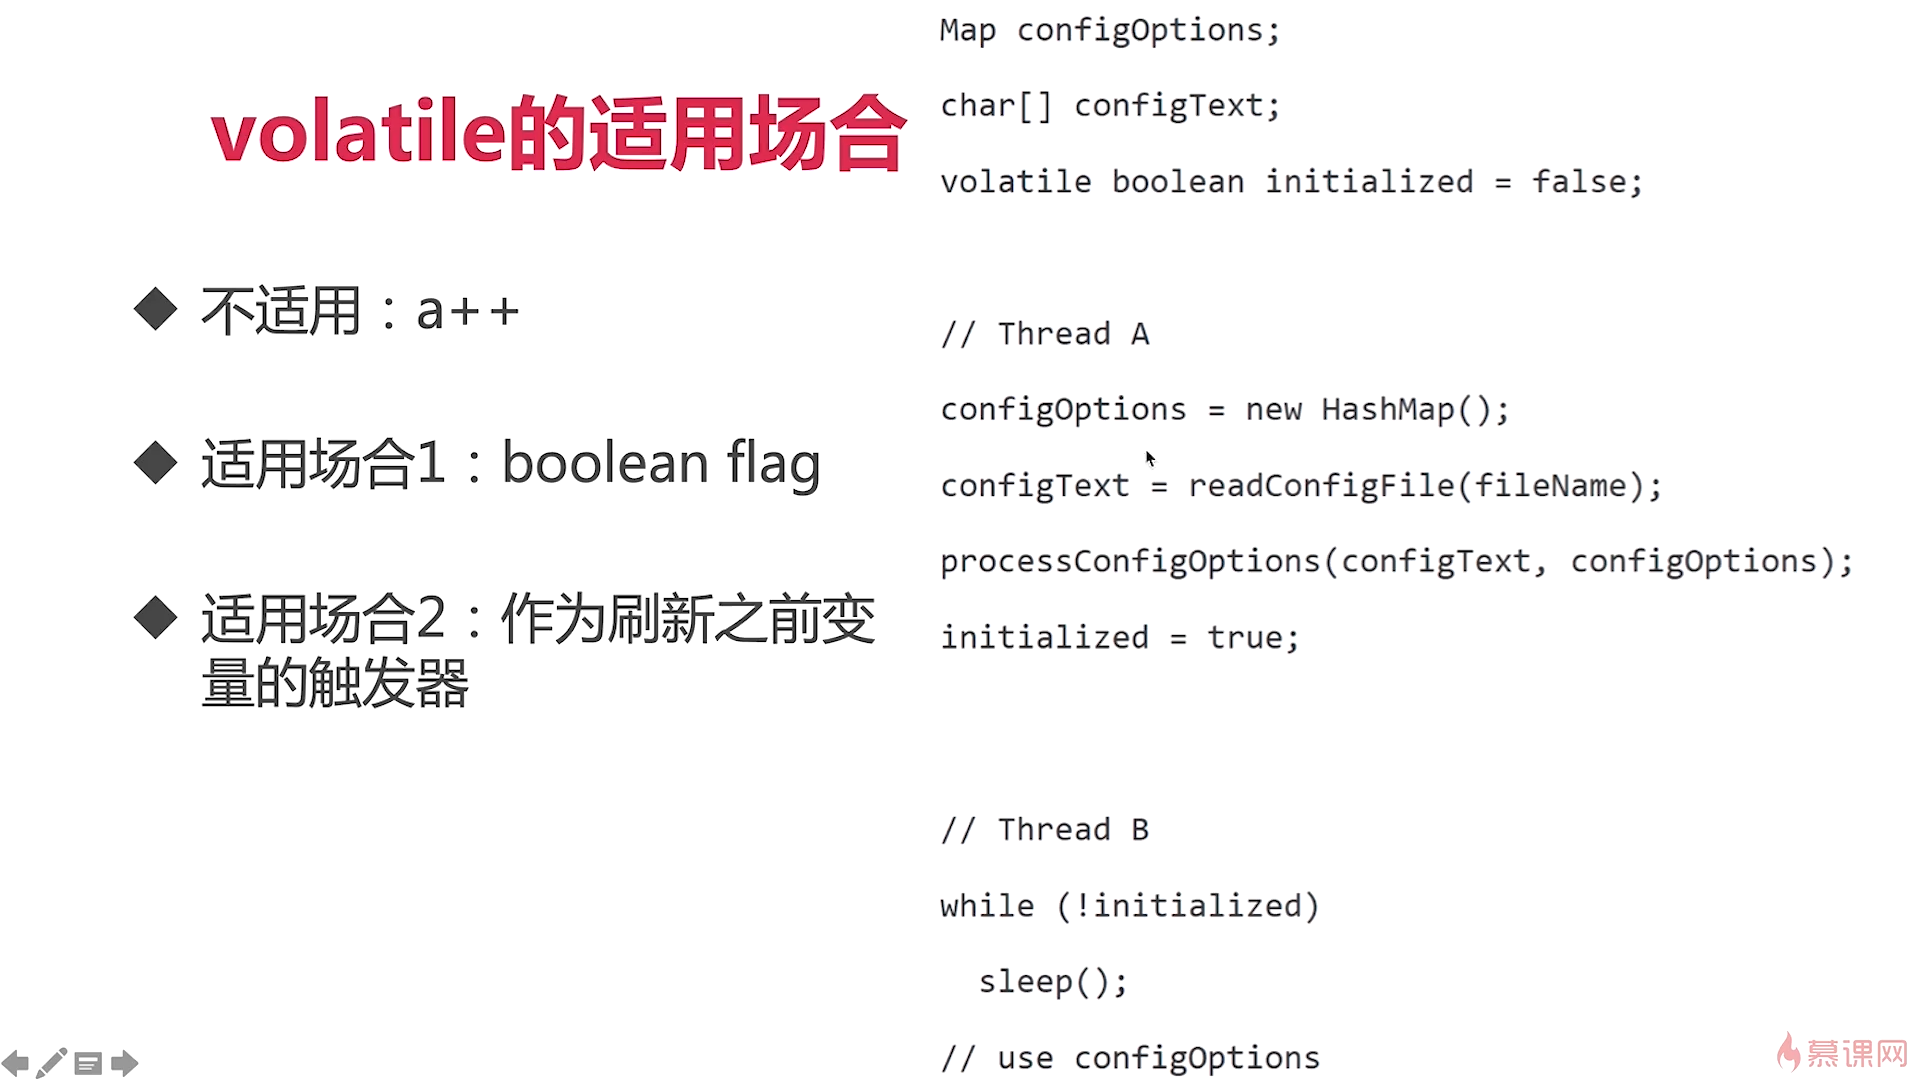 volatile的适用场合
不适用：a++
适用场合1：boolean flag
适用场合2：作为刷新之前变
量的触发器
Map configOptions;
char[] configText;
volatile boolean initialized = false;
// Thread A
configOptions = new HashMap();
configText = readConfigFile(fileName);
processConfigOptions(configText, configOptions);
initialized = true;
// Thread B
while (!initialized)
  sleep();
// use configOptions
慕课网